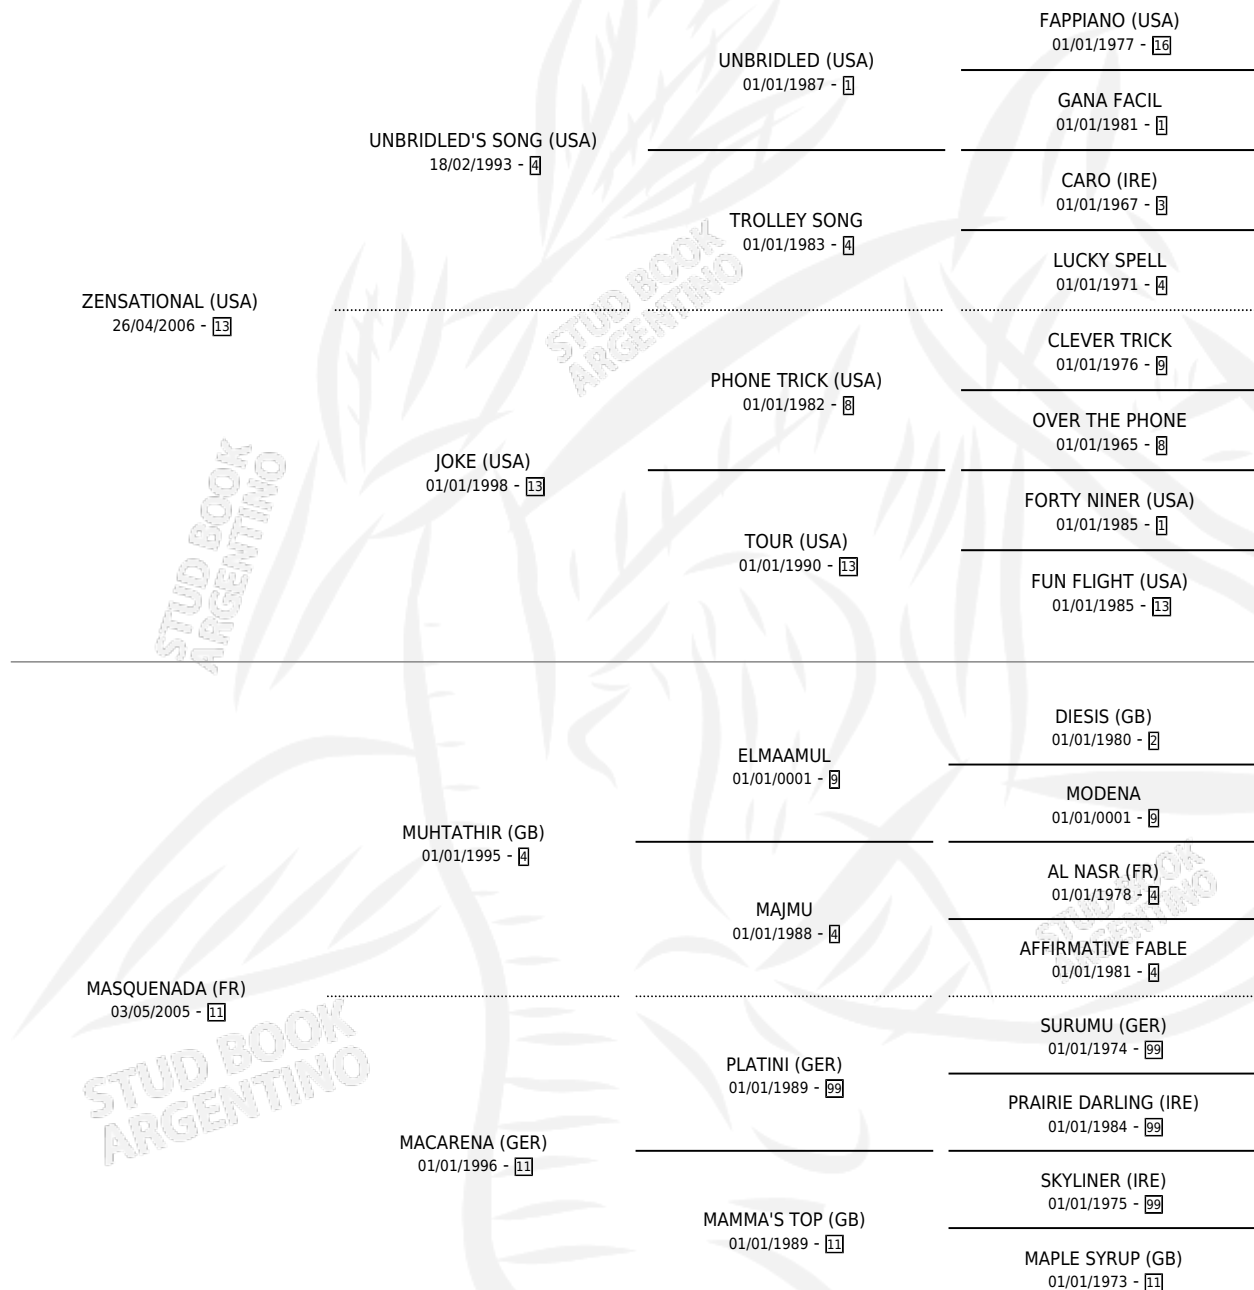 FAPPIANO (USA)
01/01/1977 - 16
UNBRIDLED (USA)
01/01/1987 - 1
GANA FACIL
01/01/1981 - 1
UNBRIDLED'S SONG (USA)
18/02/1993 - 4
CARO (IRE)
01/01/1967 - 3
TROLLEY SONG
01/01/1983 - 4
LUCKY SPELL
01/01/1971 - 4
ZENSATIONAL (USA)
26/04/2006 - 13
CLEVER TRICK
01/01/1976 - 9
PHONE TRICK (USA)
01/01/1982 - 8
OVER THE PHONE
01/01/1965 - 8
JOKE (USA)
01/01/1998 - 13
FORTY NINER (USA)
01/01/1985 - 1
TOUR (USA)
01/01/1990 - 13
FUN FLIGHT (USA)
01/01/1985 - 13
DIESIS (GB)
01/01/1980 - 2
ELMAAMUL
01/01/0001 - 9
MODENA
01/01/0001 - 9
MUHTATHIR (GB)
01/01/1995 - 4
AL NASR (FR)
01/01/1978 - 4
MAJMU
01/01/1988 - 4
AFFIRMATIVE FABLE
01/01/1981 - 4
MASQUENADA (FR)
03/05/2005 - 11
SURUMU (GER)
01/01/1974 - 99
PLATINI (GER)
01/01/1989 - 99
PRAIRIE DARLING (IRE)
01/01/1984 - 99
MACARENA (GER)
01/01/1996 - 11
SKYLINER (IRE)
01/01/1975 - 99
MAMMA'S TOP (GB)
01/01/1989 - 11
MAPLE SYRUP (GB)
01/01/1973 - 11
STUD BOOK
ARGENTINO
STUD BOOK
ARGENTINO
STUD BOOK
ARGENTINO
STUD BOOK
ARGENTINO